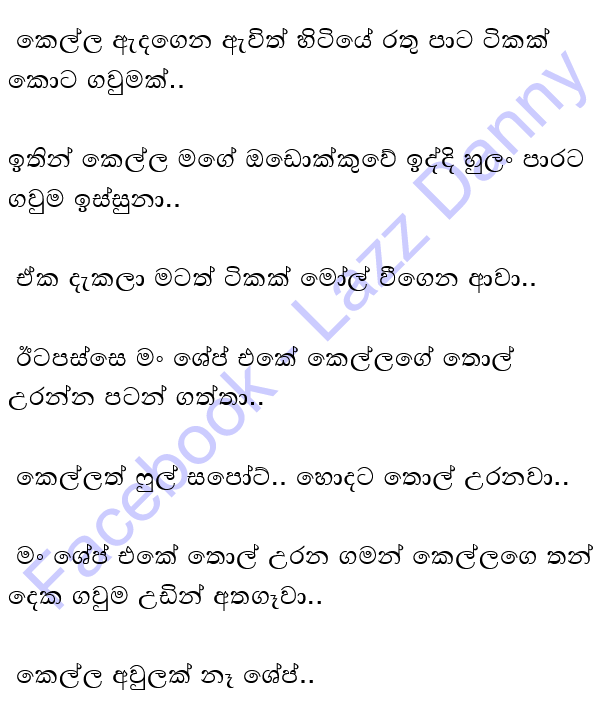 කෙල්ල ඇදගෙන ඇවිත් හිටියේ රතු පාට ටිකක්
කොට ගවුමක්..
ඉතින් කෙල්ල මගේ ඔඩොක්කුවේ ඉද්දි හුලං පාරට
ගවුම ඉස්සුනා..
ඒක දැකලා මටත් ටිකක් මෝල් වීගෙන ආවා..
ඊටපස්සෙ මං ශේප් එකේ කෙල්ලගේ තොල්
උරන්න පටන් ගත්තා..
කෙල්ලත් ෆුල් සපෝට්.. හොදට තොල් උරනවා..
මං ශේප් එකේ තොල් උරන ගමන් කෙල්ලගෙ තන්
දෙක ගවුම උඩින් අතගෑවා..
කෙල්ල අවුලක් නෑ ශේප්..
Facebook - Lazz Danny